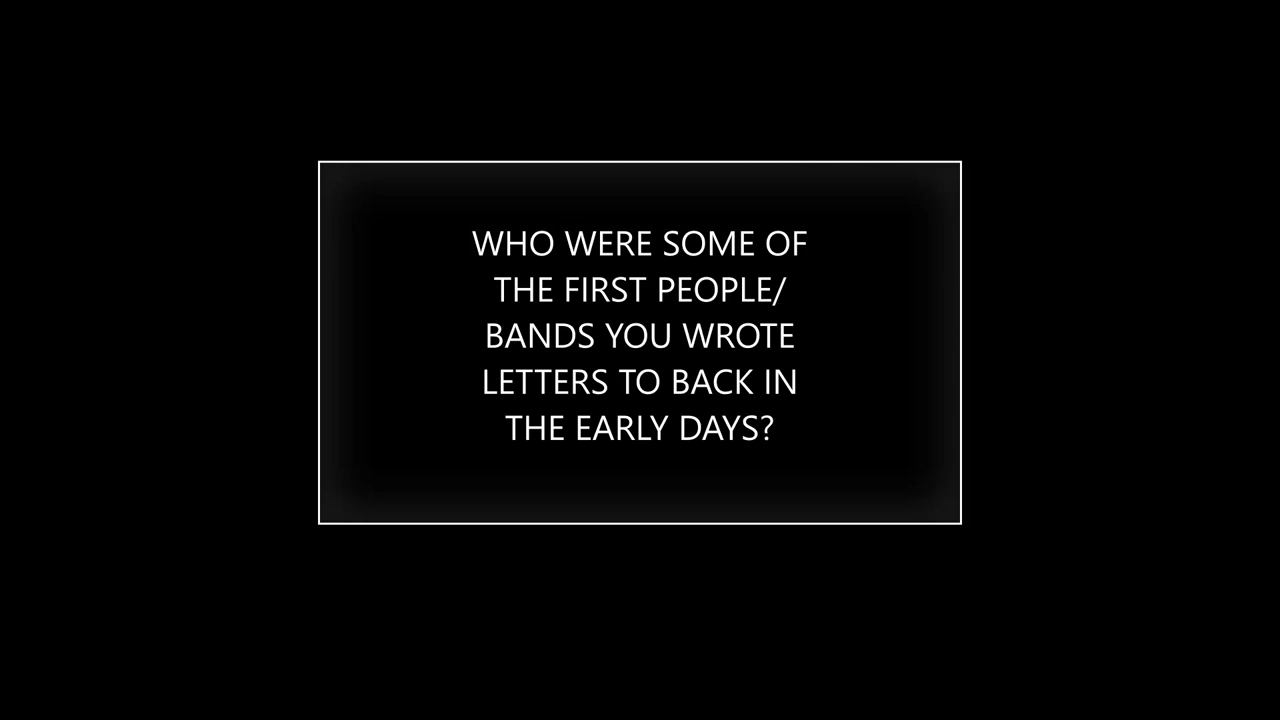 WHO WERE SOME OF
THE FIRST PEOPLE/
BANDS YOU WROTE
LETTERS TO BACK IN
THE EARLY DAYS?